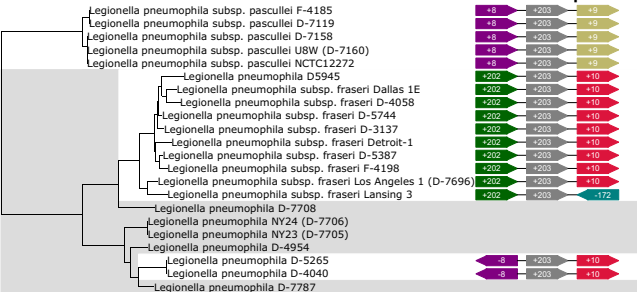 Legionella pneumophila subsp. pascullei F-4185 +8 +203 +9
Legionella pneumophila subsp. pascullei D-7119 +8 +203 +9
Legionella pneumophila subsp. pascullei D-7158 +8 +203 +9
Legionella pneumophila subsp. pascullei U8W (D-7160) +8 +203 +9
Legionella pneumophila subsp. pascullei NCTC12272 +8 +203 +9
Legionella pneumophila D5945 +202 +203 +10
Legionella pneumophila subsp. fraseri Dallas 1E +202 +203 +10
Legionella pneumophila subsp. fraseri D-4058 +202 +203 +10
Legionella pneumophila subsp. fraseri D-5744 +202 +203 +10
Legionella pneumophila subsp. fraseri D-3137 +202 +203 +10
Legionella pneumophila subsp. fraseri Detroit-1 +202 +203 +10
Legionella pneumophila subsp. fraseri D-5387 +202 +203 +10
Legionella pneumophila subsp. fraseri F-4198 +202 +203 +10
Legionella pneumophila subsp. fraseri Los Angeles 1 (D-7696) +202 +203 +10
Legionella pneumophila subsp. fraseri Lansing 3 +202 +203 -172
Legionella pneumophila D-7708
Legionella pneumophila NY24 (D-7706)
Legionella pneumophila NY23 (D-7705)
Legionella pneumophila D-4954
Legionella pneumophila D-5265 -8 +203 +10
Legionella pneumophila D-4040 -8 +203 +10
Legionella pneumophila D-7787